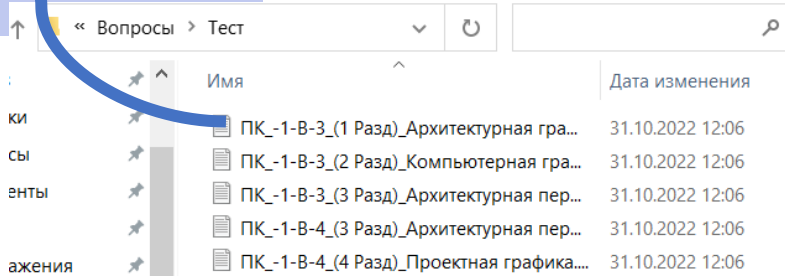 « Вопросы > Тест
Имя Дата изменения
ки ПК_-1-В-3_(1 Разд)_Архитектурная гра... 31.10.2022 12:06
сы ПК_-1-В-3_(2 Разд)_Компьютерная гра... 31.10.2022 12:06
енты ПК_-1-В-3_(3 Разд)_Архитектурная пер... 31.10.2022 12:06
ПК_-1-В-4_(3 Разд)_Архитектурная пер... 31.10.2022 12:06
ажения ПК_-1-В-4_(4 Разд)_Проектная графика.... 31.10.2022 12:06